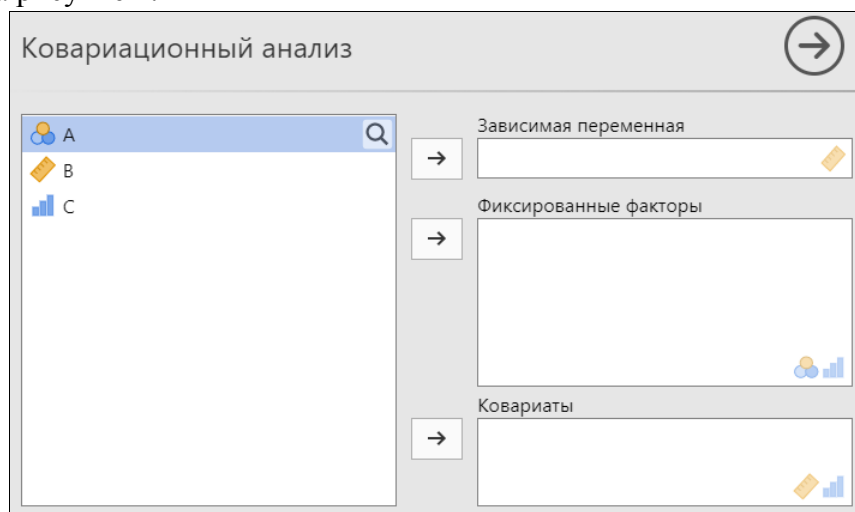 Ковариационный анализ
A
B
C
Зависимая переменная
Фиксированные факторы
Ковариаты